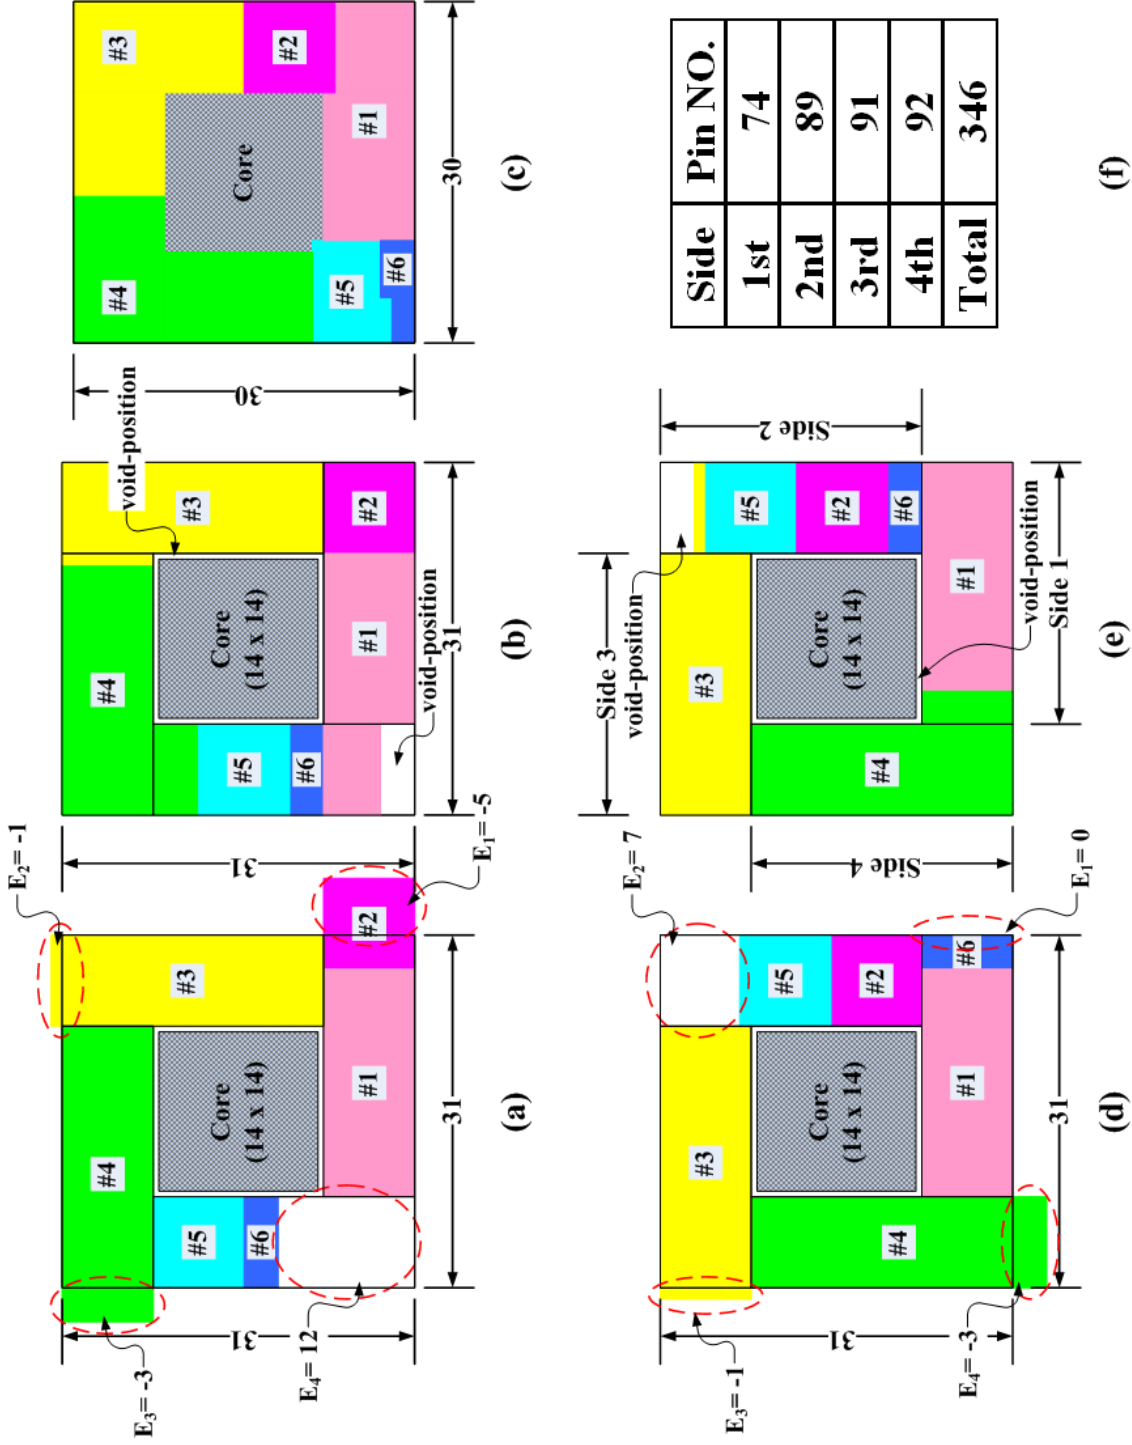 E₃= -3
E₄= 12
31
#4
#5
#6
Core
(14 x 14)
#3
#1
#2
31
E₂= -1
E₁= -5
(a)
31
#4
#3
void-position
#5
#6
Core
(14 x 14)
#1
#2
void-position
31
(b)
30
#4
#3
Core
#5
#6
#1
#2
30
(c)
E₃= -1
E₄= -3
31
#3
#4
Core
(14 x 14)
#5
#2
#1
#6
31
E₂= 7
E₁= 0
(d)
Side 3
void-position
Side 4
#3
#4
Core
(14 x 14)
#5
#2
#6
#1
void-position
Side 1
Side 2
(e)
Side Pin NO.
1st 74
2nd 89
3rd 91
4th 92
Total 346
(f)